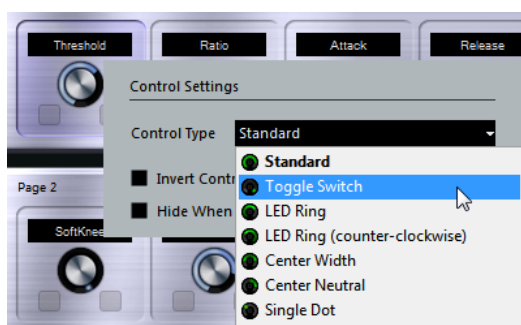 Threshold
Ratio
Attack
Release
Control Settings
Control Type
Standard
Standard
Invert Contr
Toggle Switch
Page 2
Hide When
LED Ring
SoftKnee
LED Ring (counter-clockwise)
Center Width
Center Neutral
Single Dot